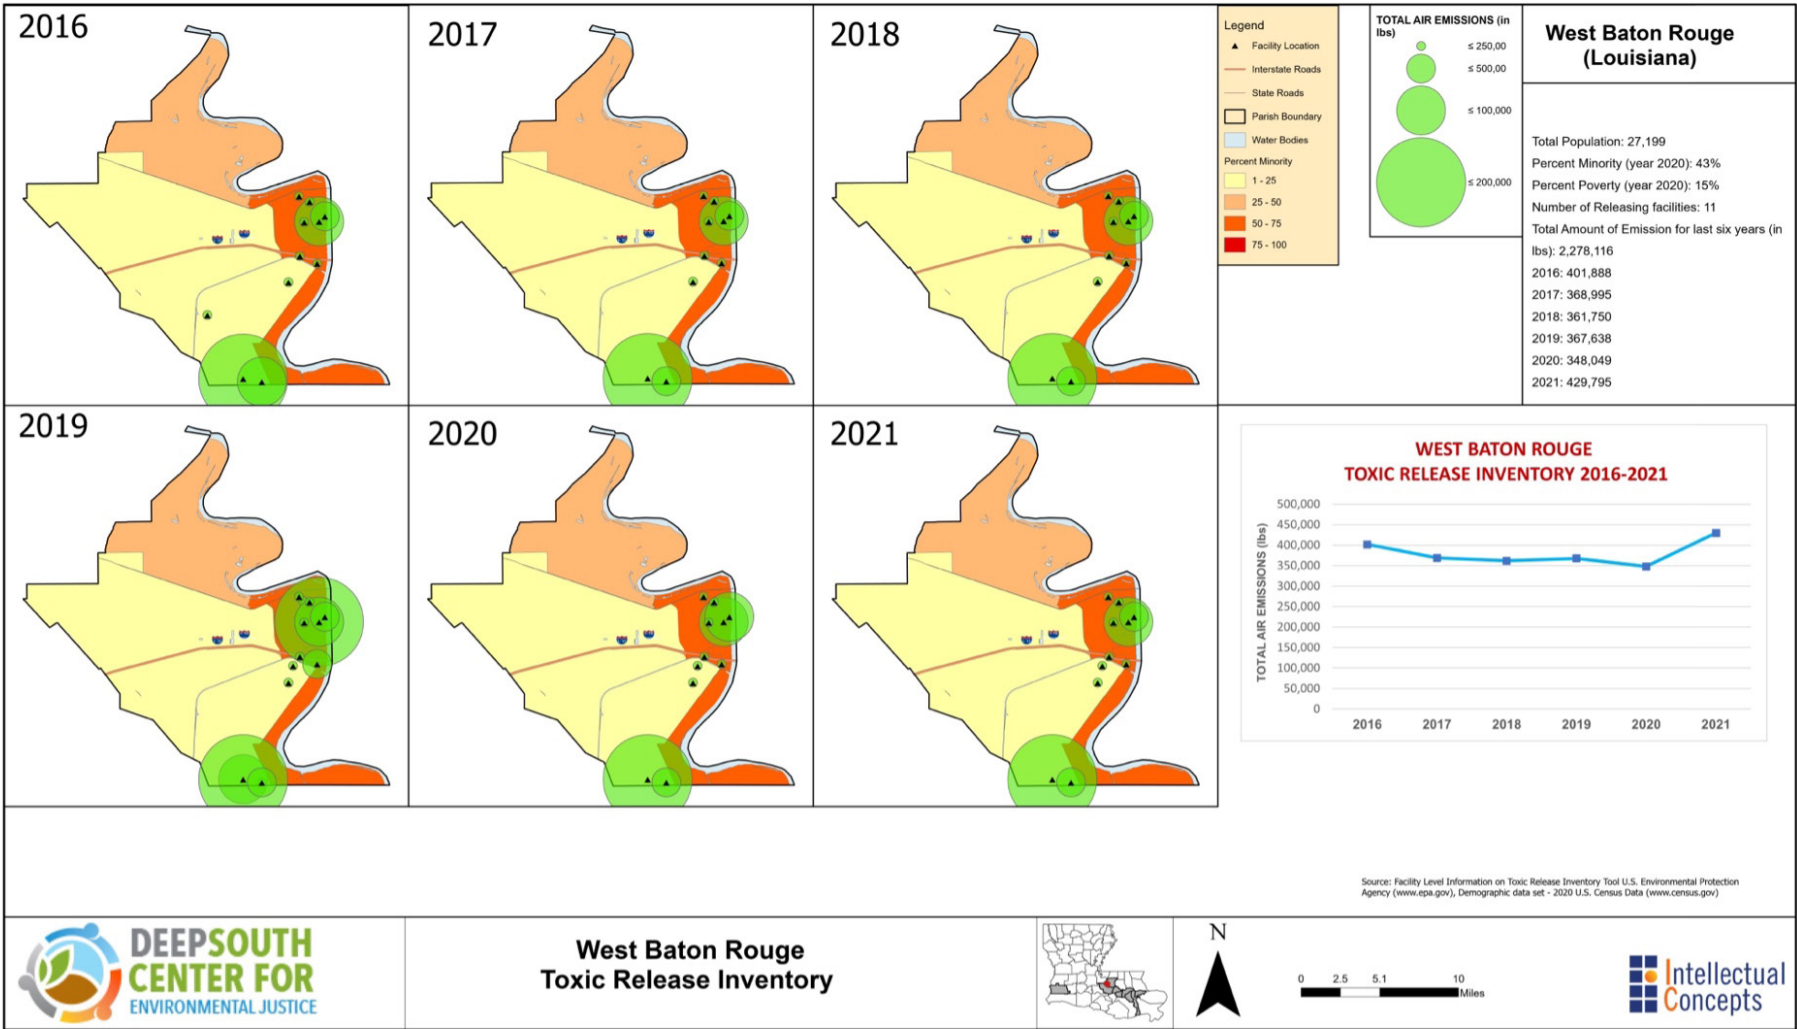 2016
2017
2018
Legend
Facility Location
Interstate Roads
State Roads
Parish Boundary
Water Bodies
Percent Minority
1 - 25
25 - 50
50 - 75
75 - 100
TOTAL AIR EMISSIONS (in
lbs)
≤ 250,00
≤ 500,00
≤ 100,000
≤ 200,000
West Baton Rouge
(Louisiana)
Total Population: 27,199
Percent Minority (year 2020): 43%
Percent Poverty (year 2020): 15%
Number of Releasing facilities: 11
Total Amount of Emission for last six years (in
lbs): 2,278,116
2016: 401,888
2017: 368,995
2018: 361,750
2019: 367,638
2020: 348,049
2021: 429,795
2019
2020
2021
WEST BATON ROUGE
TOXIC RELEASE INVENTORY 2016-2021
TOTAL AIR EMISSIONS (lbs)
500,000
450,000
400,000
350,000
300,000
250,000
200,000
150,000
100,000
50,000
0
2016 2017 2018 2019 2020 2021
Source: Facility Level Information on Toxic Release Inventory Tool U.S. Environmental Protection
Agency (www.epa.gov), Demographic data set - 2020 U.S. Census Data (www.census.gov)
DEEPSOUTH
CENTER FOR
ENVIRONMENTAL JUSTICE
West Baton Rouge
Toxic Release Inventory
N
0 2.5 5.1 10
Miles
Intellectual
Concepts